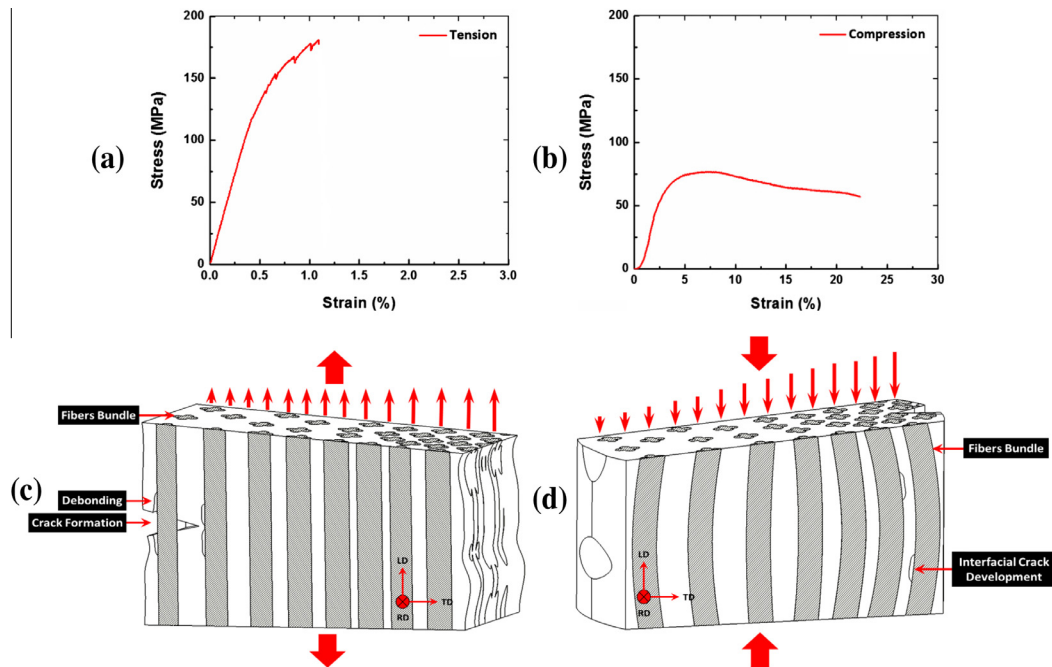 (a)
Stress (MPa)
200
150
100
50
0
Tension
0.0 0.5 1.0 1.5 2.0 2.5 3.0
Strain (%)
(b)
Stress (MPa)
200
150
100
50
0
Compression
0 5 10 15 20 25 30
Strain (%)
(c)
Fibers Bundle
Debonding
Crack Formation
LD
TD
RD
(d)
Fibers Bundle
Interfacial Crack
Development
LD
TD
RD